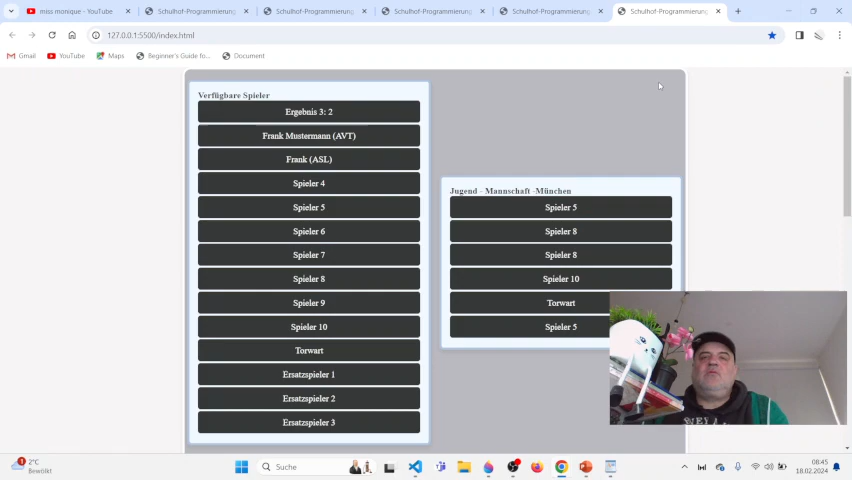 miss monique - YouTube
Schulhof-Programmierung
Schulhof-Programmierung
Schulhof-Programmierung
Schulhof-Programmierung
Schulhof-Programmierung
127.0.0.1:5500/index.html
Gmail
YouTube
Maps
Beginner's Guide fo...
Document
Verfügbare Spieler
Ergebnis 3: 2
Frank Mustermann (AVT)
Frank (ASL)
Spieler 4
Spieler 5
Spieler 6
Spieler 7
Spieler 8
Spieler 9
Spieler 10
Torwart
Ersatzspieler 1
Ersatzspieler 2
Ersatzspieler 3
Jugend - Mannschaft -München
Spieler 5
Spieler 8
Spieler 8
Spieler 10
Torwart
Spieler 5
1
2°C
Bewölkt
Suche
08:45
18.02.2024